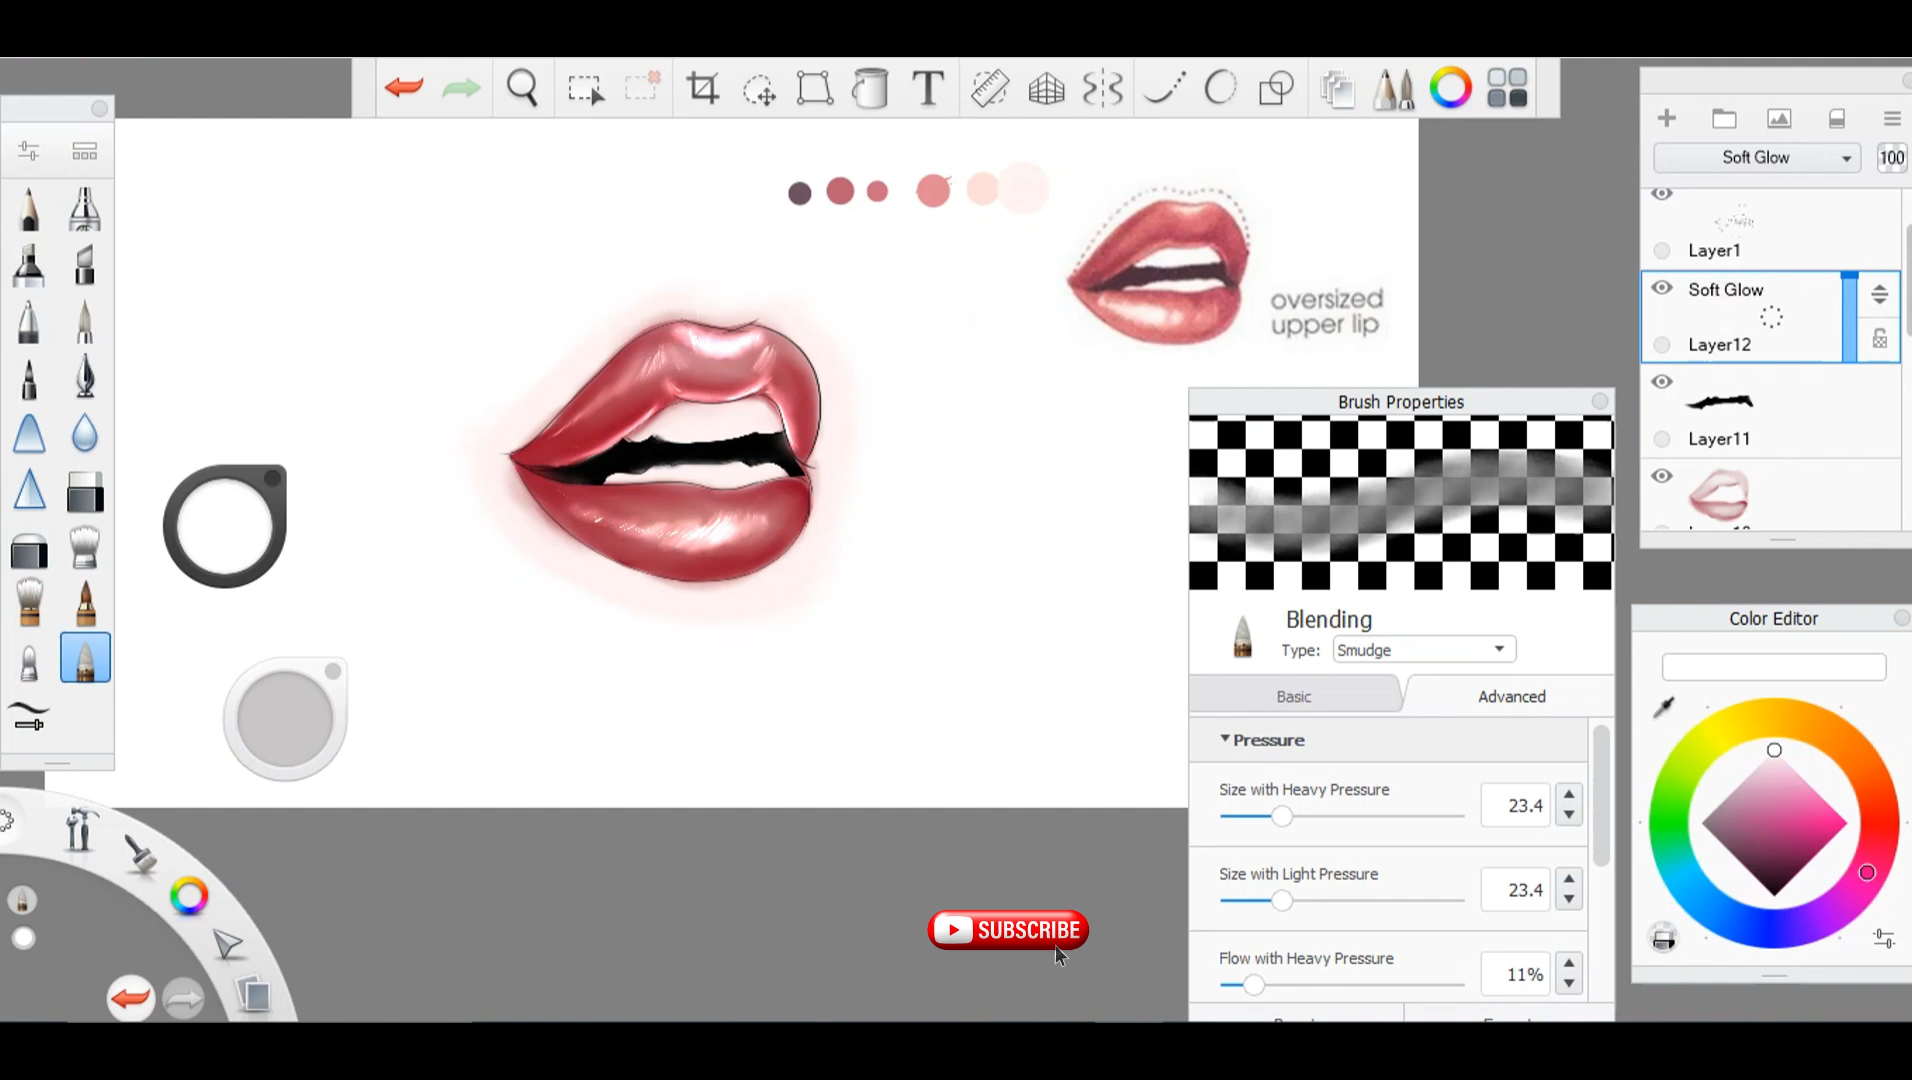 T
Soft Glow
100
Layer1
Soft Glow
Layer12
Layer11
oversized
upper lip
Brush Properties
Blending
Type: Smudge
Basic Advanced
Pressure
Size with Heavy Pressure
23.4
Size with Light Pressure
23.4
Flow with Heavy Pressure
11%
Color Editor
SUBSCRIBE